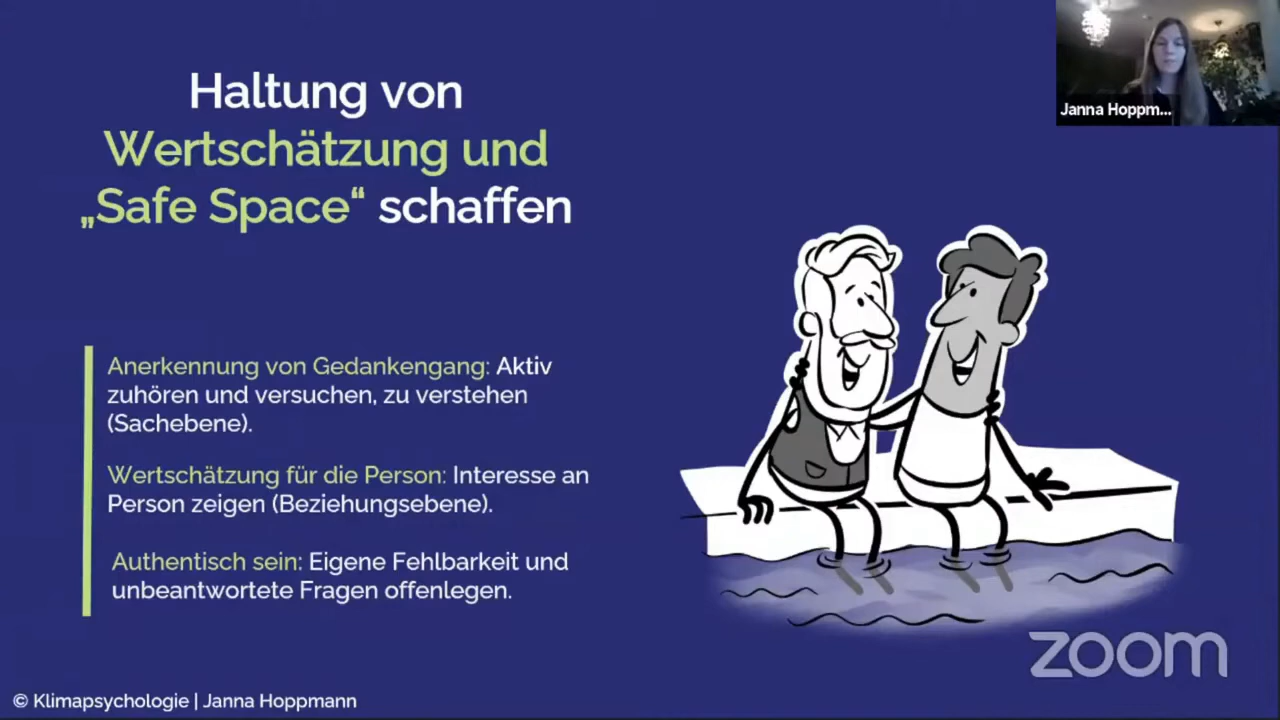 Haltung von
Wertschätzung und
„Safe Space“ schaffen
Anerkennung von Gedankengang: Aktiv
zuhören und versuchen, zu verstehen
(Sachebene).
Wertschätzung für die Person: Interesse an
Person zeigen (Beziehungsebene).
Authentisch sein: Eigene Fehlbarkeit und
unbeantwortete Fragen offenlegen.
Janna Hoppm...
zoom
© Klimapsychologie | Janna Hoppmann